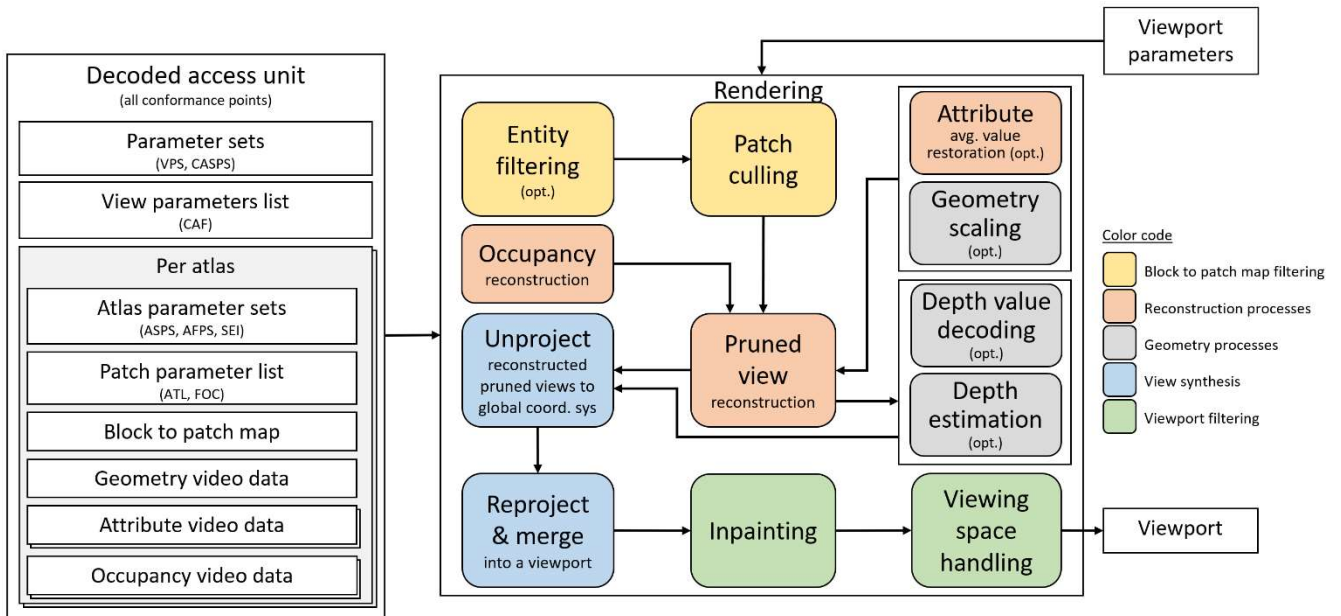 Decoded access unit
(all conformance points)
Parameter sets
(VPS, CASPS)
View parameters list
(CAF)
Per atlas
Atlas parameter sets
(ASPS, AFPS, SEI)
Patch parameter list
(ATL, FOC)
Block to patch map
Geometry video data
Attribute video data
Occupancy video data
Viewport
parameters
Rendering
Entity
filtering
(opt.)
Patch
culling
Attribute
avg. value
restoration (opt.)
Geometry
scaling
(opt.)
Occupancy
reconstruction
Unproject
reconstructed
pruned views to
global coord. sys
Pruned
view
reconstruction
Depth value
decoding
(opt.)
Depth
estimation
(opt.)
Reproject
& merge
into a viewport
Inpainting
Viewing
space
handling
Viewport
Color code
Block to patch map filtering
Reconstruction processes
Geometry processes
View synthesis
Viewport filtering